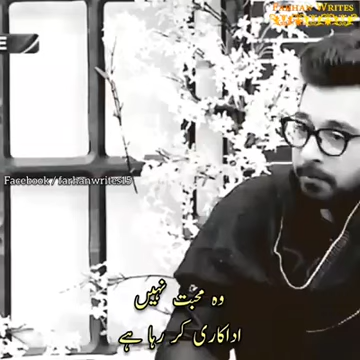 FARHAN WRITES
Facebook / farhanwrites15
وہ محبت نہیں
اداکاری کر رہا ہے